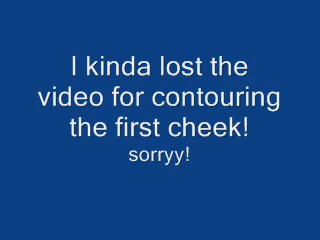 I kinda lost the
video for contouring
the first cheek!
sorryy!